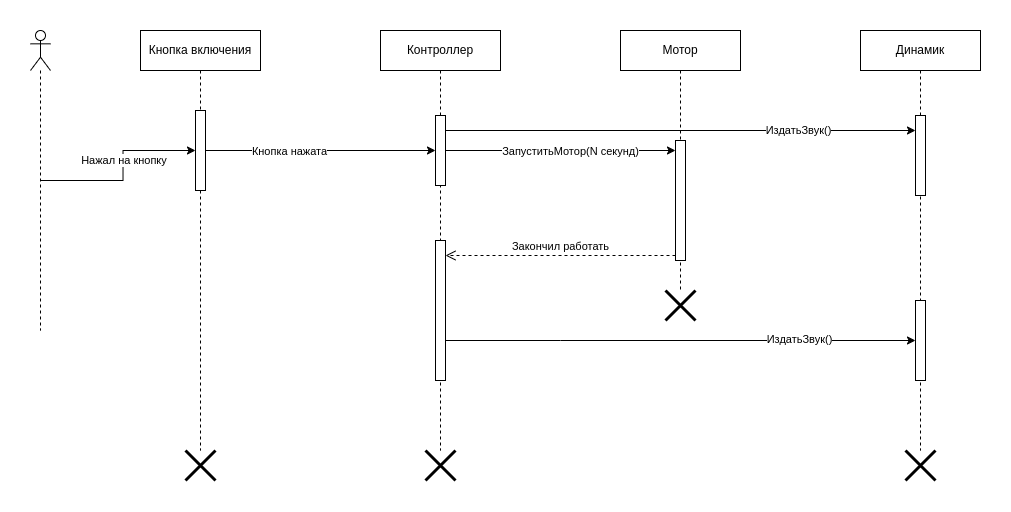 Кнопка включения
Контроллер
Мотор
Динамик
ИздатьЗвук()
Нажал на кнопку
Кнопка нажата
ЗапуститьМотор(N секунд)
Закончил работать
ИздатьЗвук()